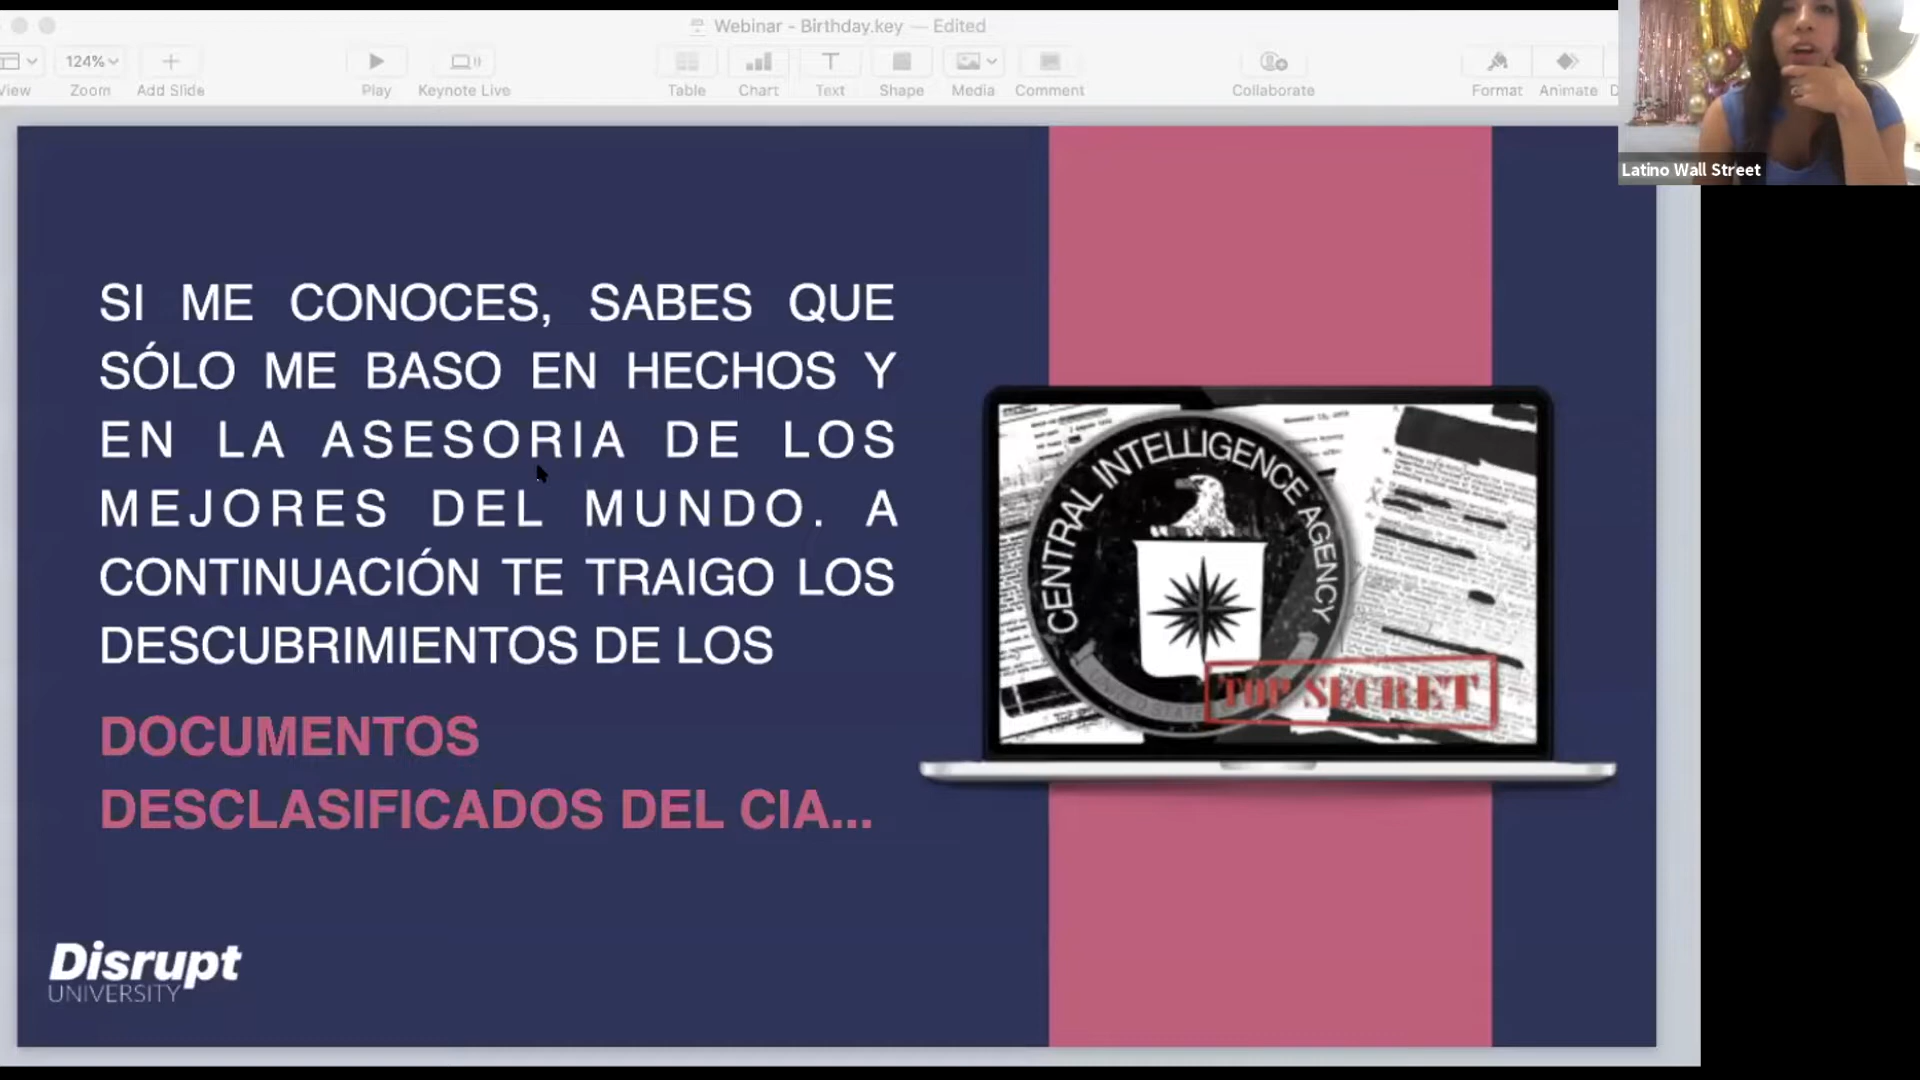 Webinar - Birthday.key — Edited
124%
View
Zoom
Add Slide
Play
Keynote Live
Table
Chart
Text
Shape
Media
Comment
Collaborate
Format
Animate
Latino Wall Street
SI ME CONOCES, SABES QUE
SÓLO ME BASO EN HECHOS Y
EN LA ASESORIA DE LOS
MEJORES DEL MUNDO. A
CONTINUACIÓN TE TRAIGO LOS
DESCUBRIMIENTOS DE LOS
DOCUMENTOS
DESCLASIFICADOS DEL CIA...
CENTRAL INTELLIGENCE AGENCY
TOP SECRET
Disrupt
UNIVERSITY